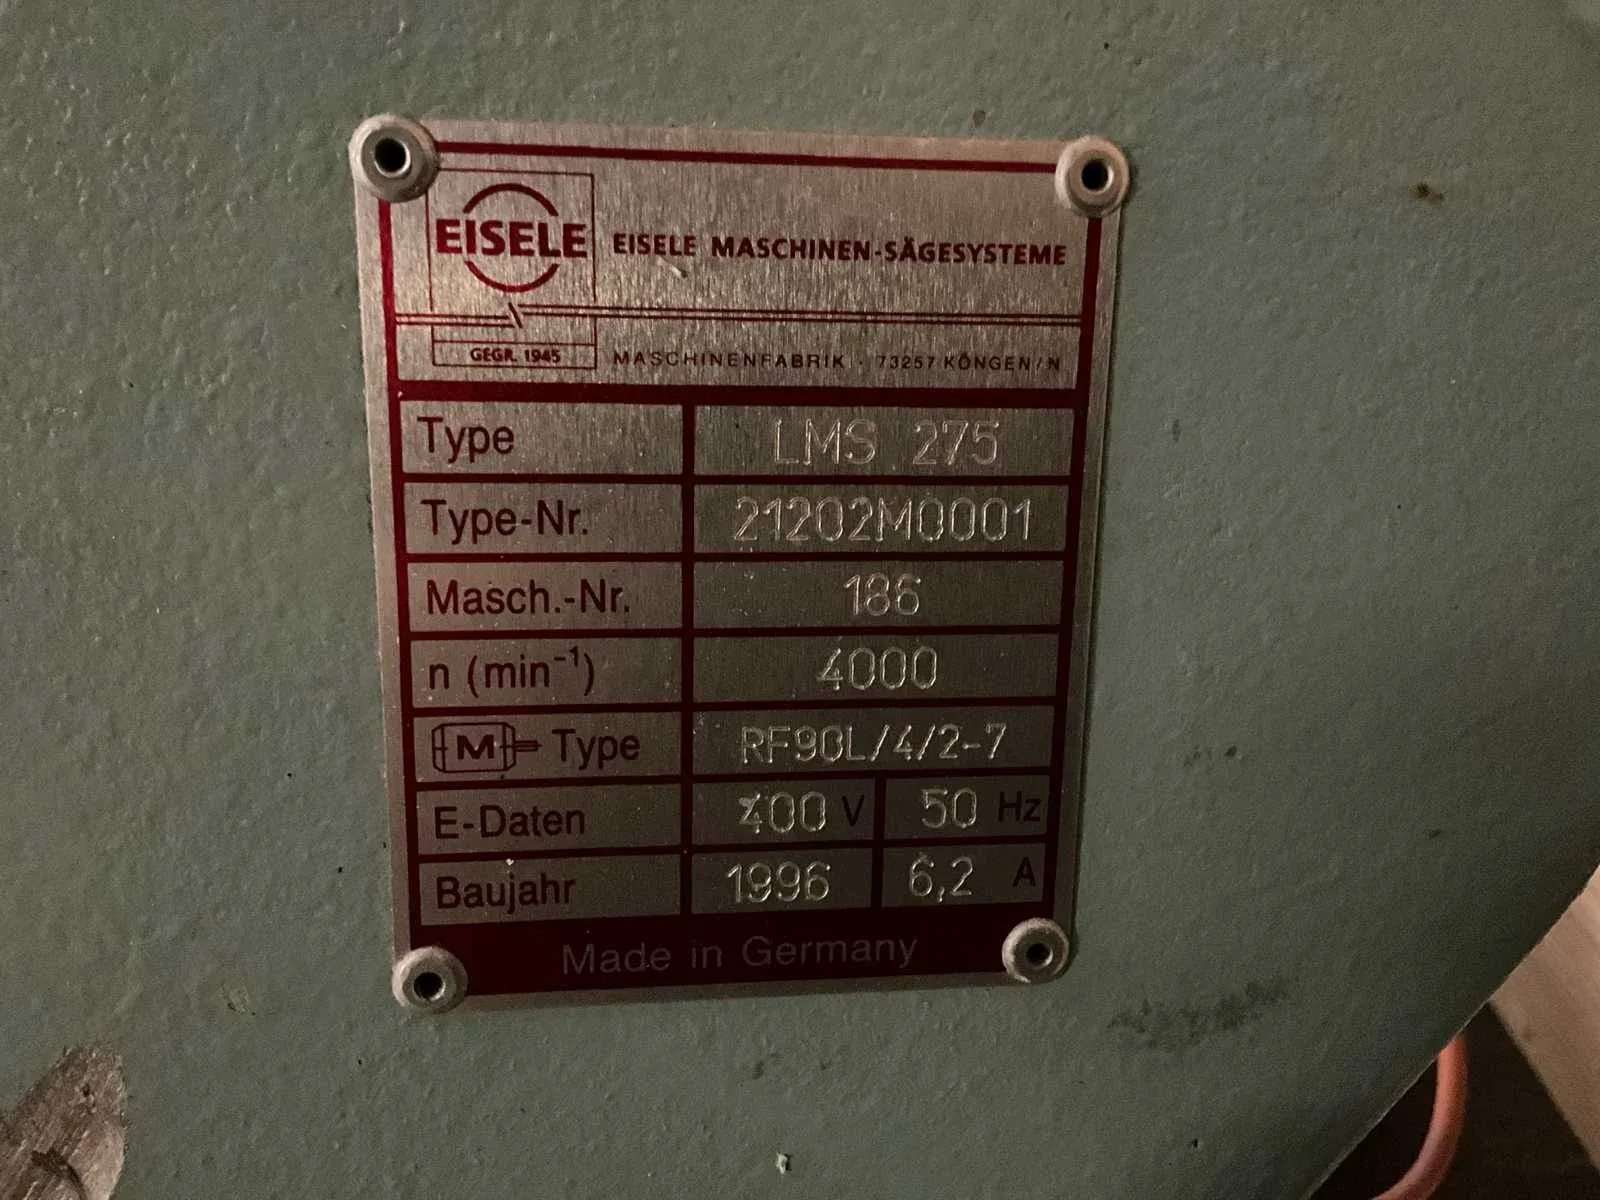 EISELE
EISELE MASCHINEN-SÄGESYSTEME
GEGR. 1945
MASCHINENFABRIK · 73257 KÖNGEN/N
Type LMS 275
Type-Nr. 21202M0001
Masch.-Nr. 186
n (min⁻¹) 4000
M Type RF90L/4/2-7
E-Daten 400 V 50 Hz
Baujahr 1996 6,2 A
Made in Germany